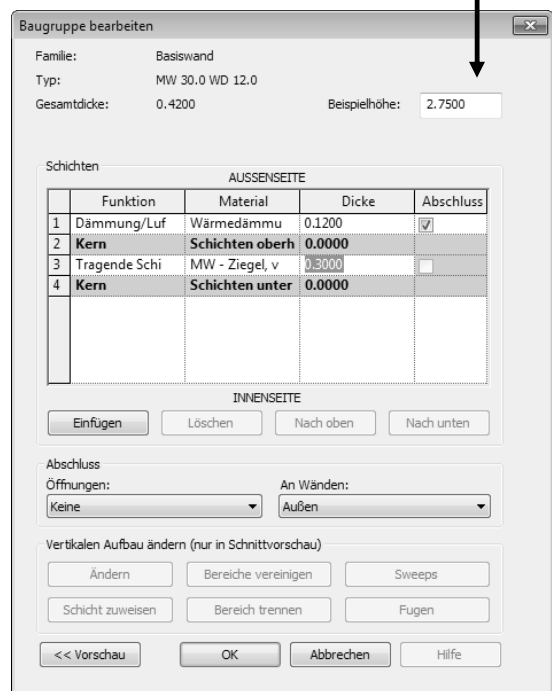 Baugruppe bearbeiten
Familie: Basiswand
Typ: MW 30.0 WD 12.0
Gesamtdicke: 0.4200 Beispielhöhe: 2.7500
Schichten
AUSSENSEITE
Funktion Material Dicke Abschluss
1 Dämmung/Luf Wärmedämmu 0.1200
2 Kern Schichten oberh 0.0000
3 Tragende Schi MW - Ziegel, v 0.3000
4 Kern Schichten unter 0.0000
INNENSEITE
Einfügen Löschen Nach oben Nach unten
Abschluss
Öffnungen: An Wänden:
Keine Außen
Vertikalen Aufbau ändern (nur in Schnittvorschau)
Ändern Bereiche vereinigen Sweeps
Schicht zuweisen Bereich trennen Fugen
<< Vorschau OK Abbrechen Hilfe